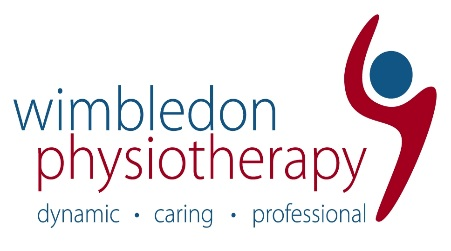 wimbledon
physiotherapy
dynamic • caring • professional